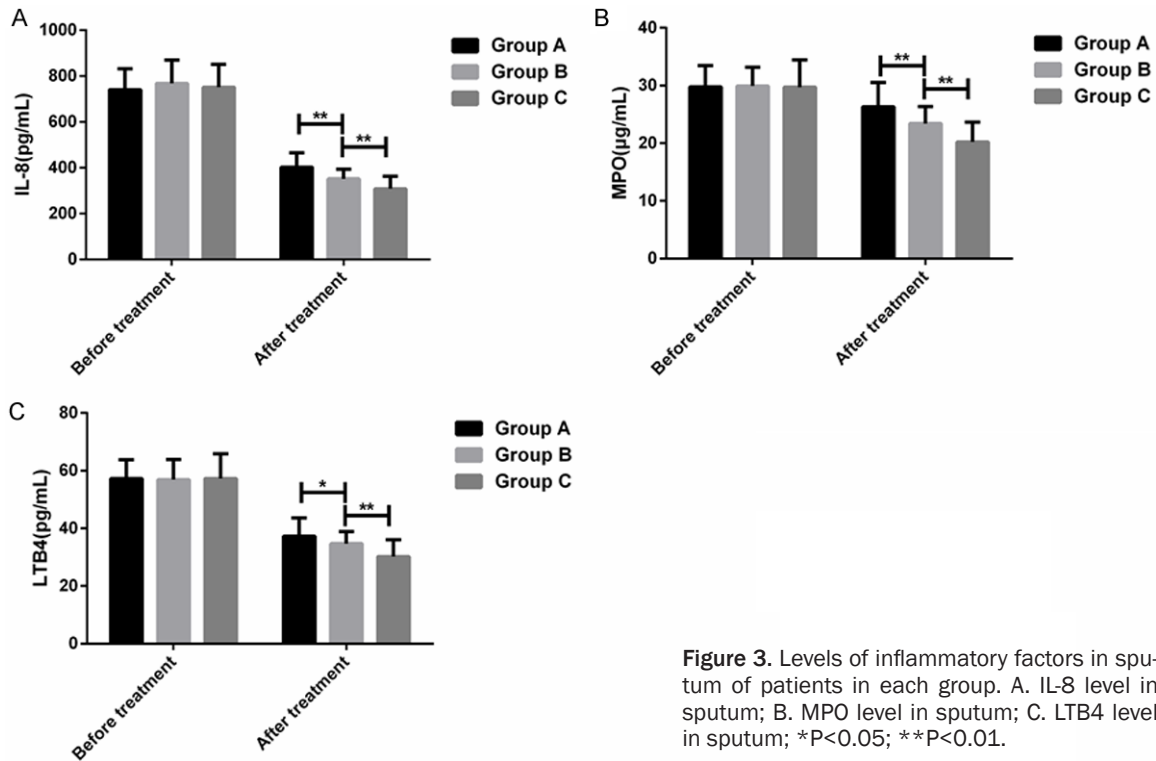 A
1000
800
600
400
200
0
IL-8(pg/mL)
** **
Before treatment
After treatment
Group A
Group B
Group C
B
40
30
20
10
0
MPO(μg/mL)
** **
Before treatment
After treatment
Group A
Group B
Group C
C
80
60
40
20
0
LTB4(pg/mL)
* **
Before treatment
After treatment
Group A
Group B
Group C
Figure 3. Levels of inflammatory factors in spu-
tum of patients in each group. A. IL-8 level in
sputum; B. MPO level in sputum; C. LTB4 level
in sputum; *P<0.05; **P<0.01.